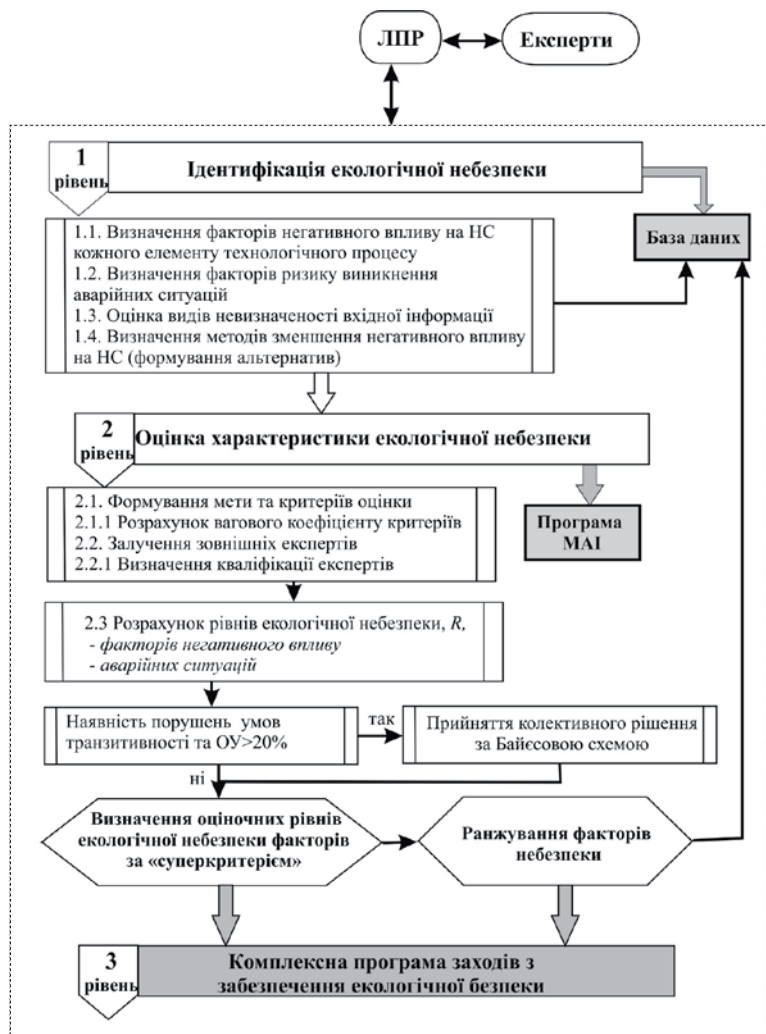 ЛПР
Експерти
1
рівень
Ідентифікація екологічної небезпеки
База даних
1.1. Визначення факторів негативного впливу на НС
кожного елементу технологічного процесу
1.2. Визначення факторів ризику виникнення
аварійних ситуацій
1.3. Оцінка видів невизначеності вхідної інформації
1.4. Визначення методів зменшення негативного впливу
на НС (формування альтернатив)
2
рівень
Оцінка характеристики екологічної небезпеки
2.1. Формування мети та критеріїв оцінки
2.1.1 Розрахунок вагового коефіцієнту критеріїв
2.2. Залучення зовнішніх експертів
2.2.1 Визначення кваліфікації експертів
Програма
МАІ
2.3 Розрахунок рівнів екологічної небезпеки, R,
- факторів негативного впливу
- аварійних ситуацій
Наявність порушень умов
транзитивності та ОУ>20%
так
Прийняття колективного рішення
за Байєсовою схемою
ні
Визначення оціночних рівнів
екологічної небезпеки факторів
за «суперкритерієм»
Ранжування факторів
небезпеки
3
рівень
Комплексна програма заходів з
забезпечення екологічної безпеки